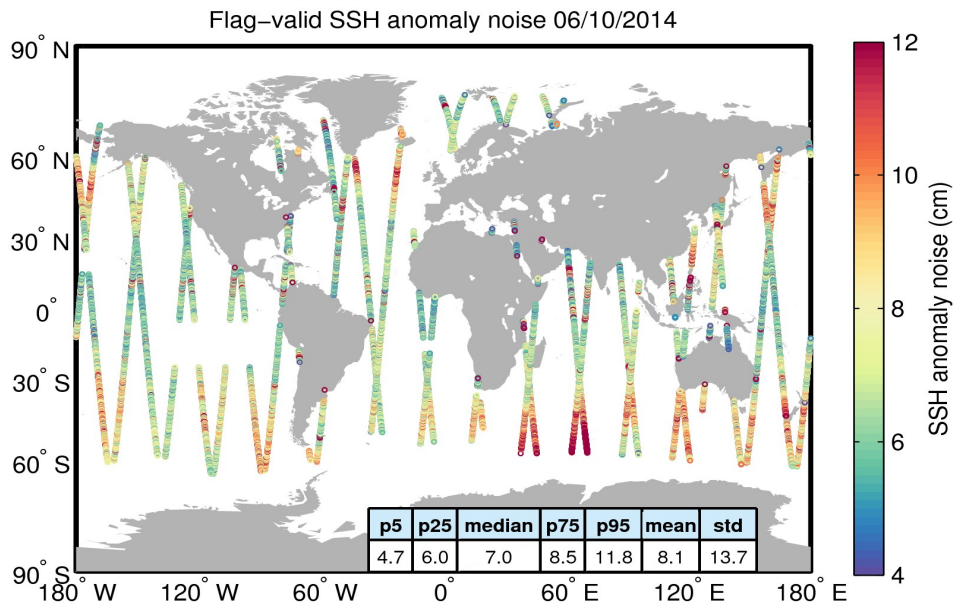 Flag−valid SSH anomaly noise 06/10/2014
90° N
60° N
30° N
0°
30° S
60° S
90° S
180° W
120° W
60° W
0°
60° E
120° E
180° E
p5 p25 median p75 p95 mean std
4.7 6.0 7.0 8.5 11.8 8.1 13.7
12
10
8
6
4
SSH anomaly noise (cm)